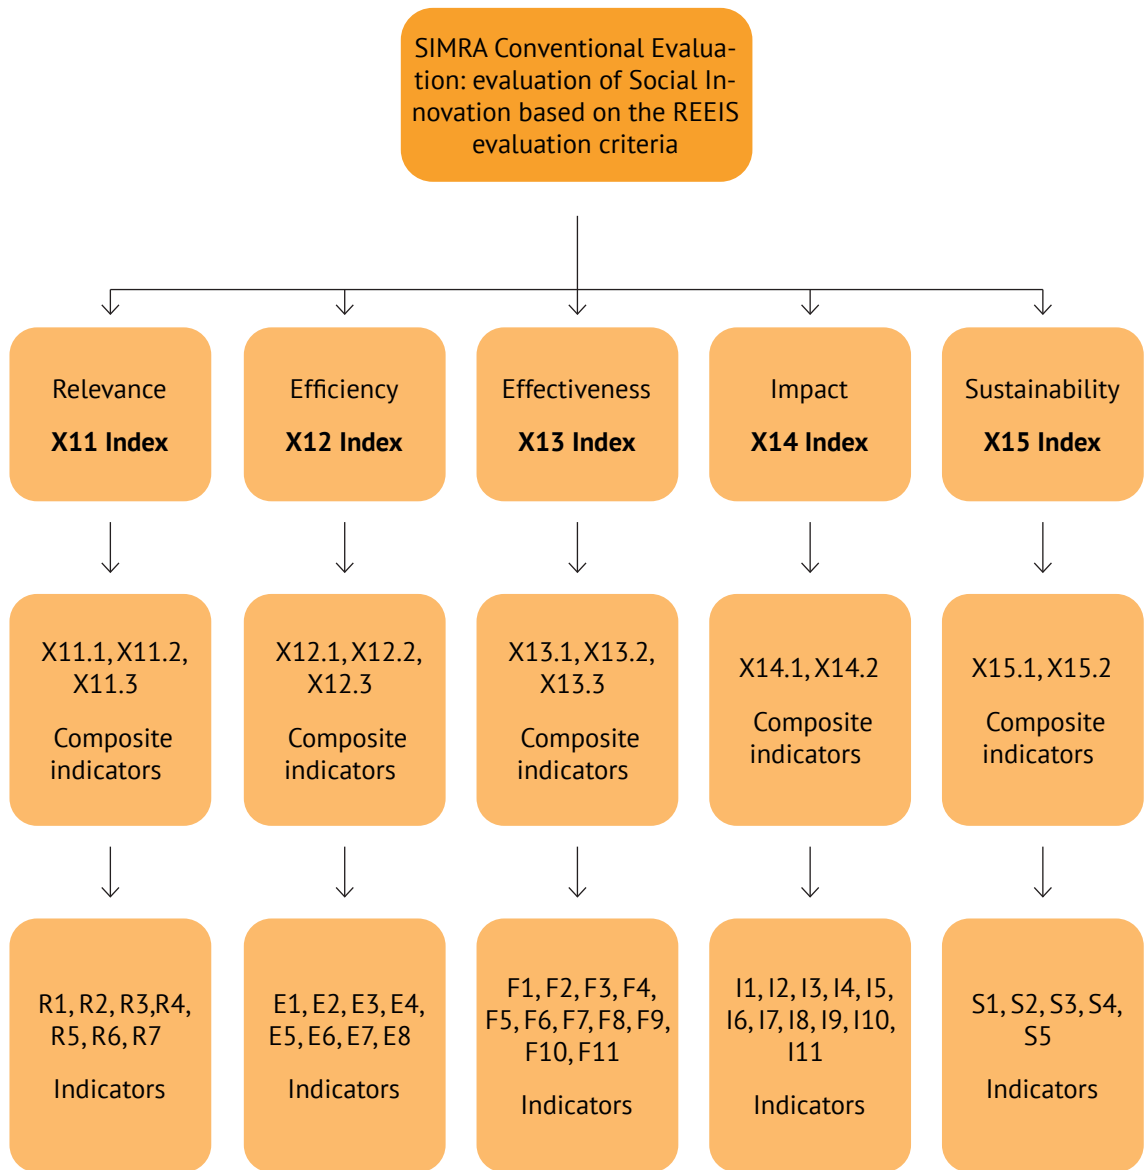 SIMRA Conventional Evalua-
tion: evaluation of Social In-
novation based on the REEIS
evaluation criteria
Relevance
X11 Index
Efficiency
X12 Index
Effectiveness
X13 Index
Impact
X14 Index
Sustainability
X15 Index
X11.1, X11.2,
X11.3
Composite
indicators
X12.1, X12.2,
X12.3
Composite
indicators
X13.1, X13.2,
X13.3
Composite
indicators
X14.1, X14.2
Composite
indicators
X15.1, X15.2
Composite
indicators
R1, R2, R3,R4,
R5, R6, R7
Indicators
E1, E2, E3, E4,
E5, E6, E7, E8
Indicators
F1, F2, F3, F4,
F5, F6, F7, F8, F9,
F10, F11
Indicators
I1, I2, I3, I4, I5,
I6, I7, I8, I9, I10,
I11
Indicators
S1, S2, S3, S4,
S5
Indicators